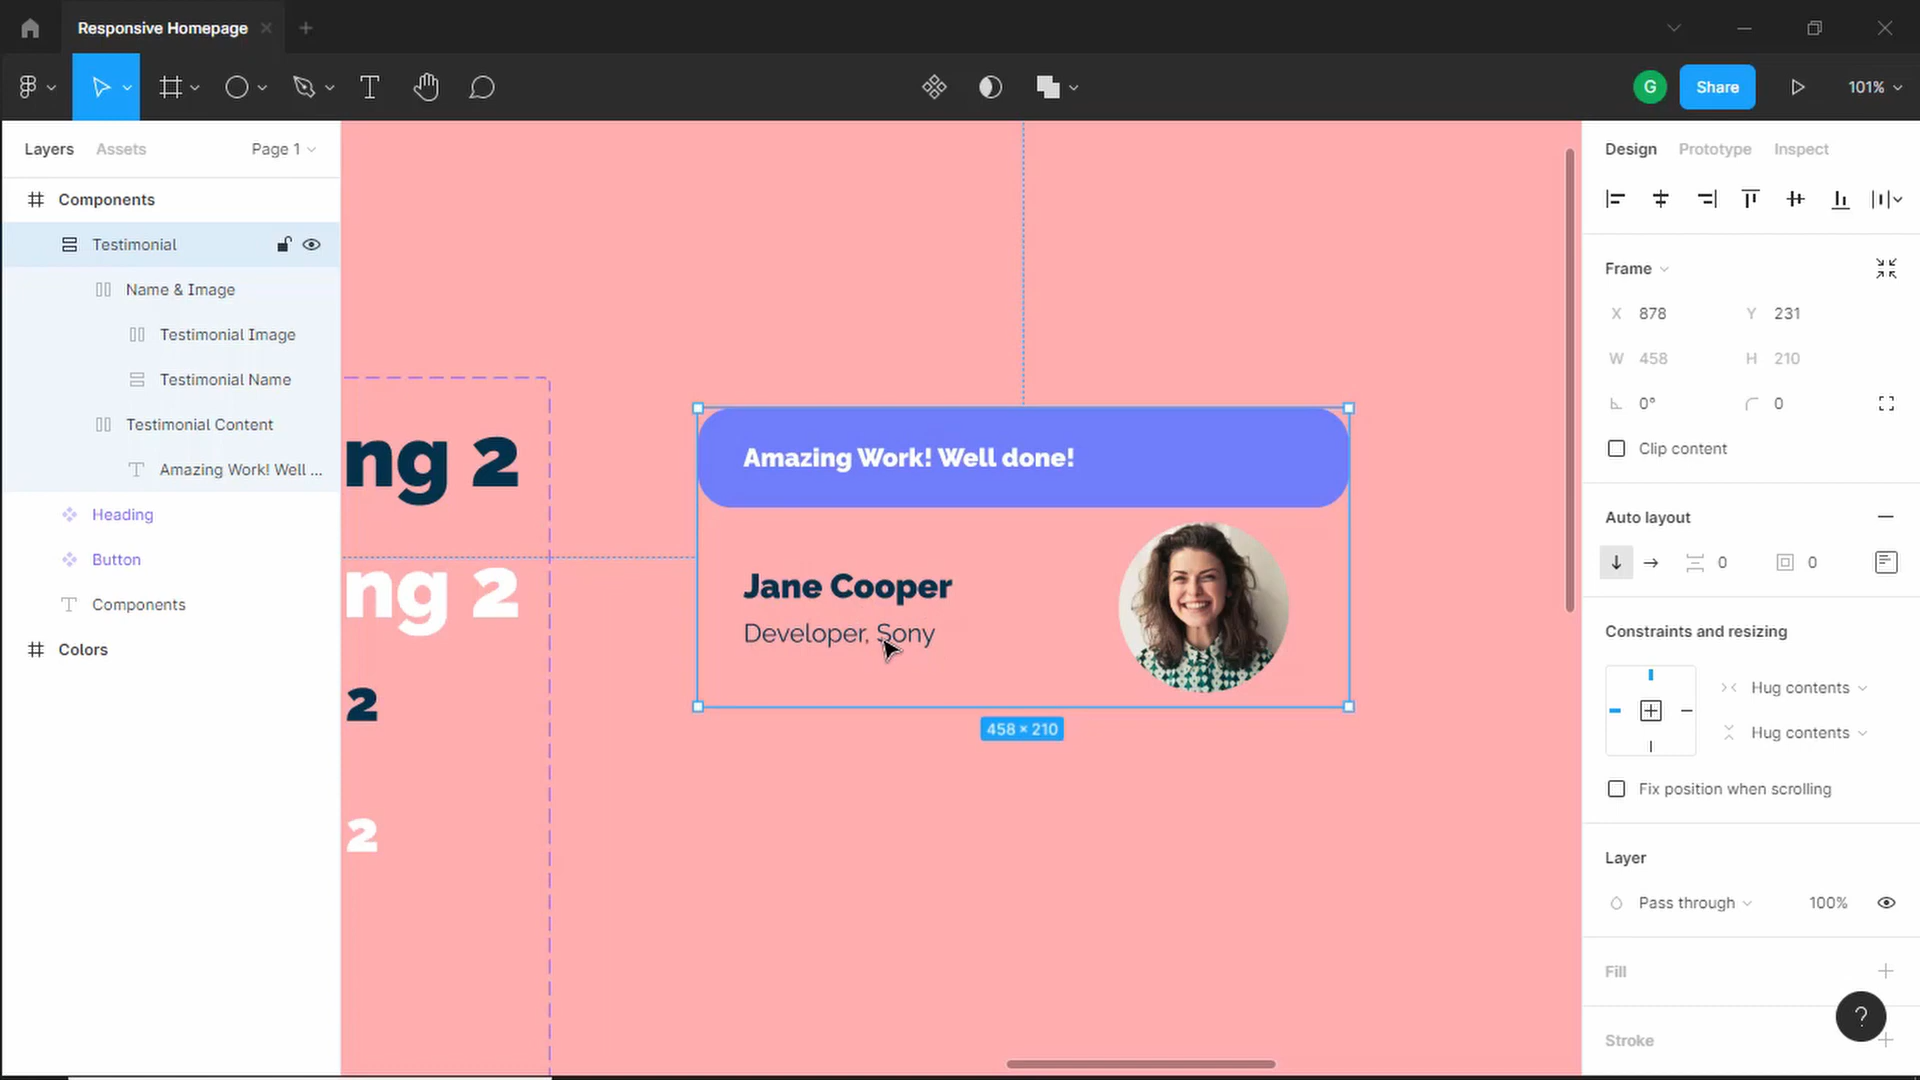 Responsive Homepage
G
Share
101%
Layers
Assets
Page 1
Components
Testimonial
Name & Image
Testimonial Image
Testimonial Name
Testimonial Content
Amazing Work! Well ...
Heading
Button
Components
Colors
ng 2
ng 2
2
2
Amazing Work! Well done!
Jane Cooper
Developer, Sony
458 × 210
Design
Prototype
Inspect
Frame
X 878
Y 231
W 458
H 210
0°
0
Clip content
Auto layout
0
0
Constraints and resizing
Hug contents
Hug contents
Fix position when scrolling
Layer
Pass through
100%
Fill
?
Stroke